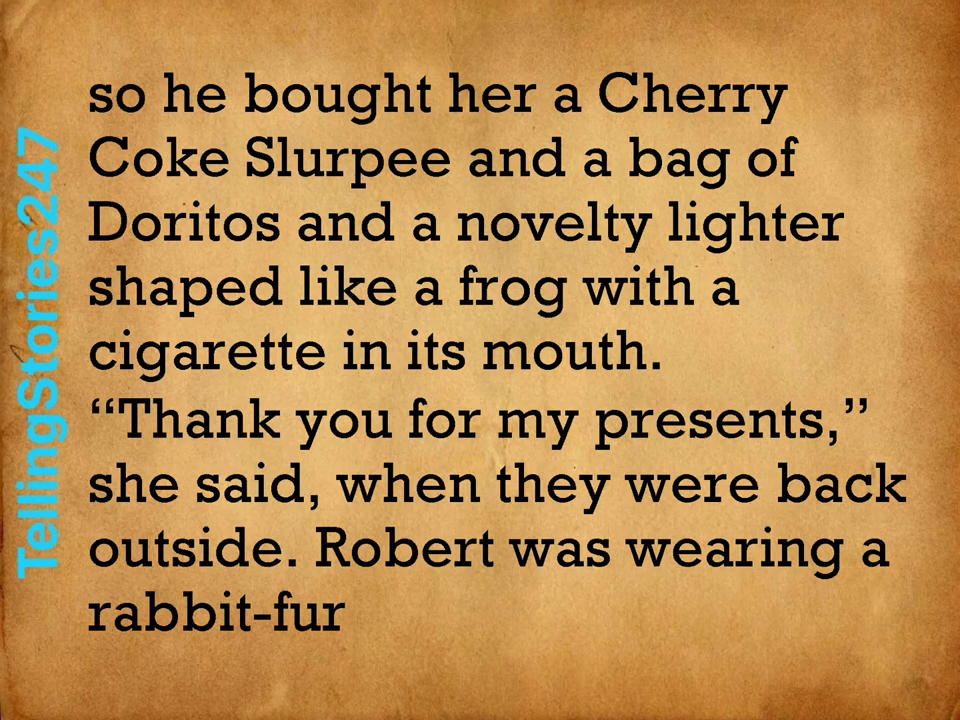 so he bought her a Cherry
Coke Slurpee and a bag of
Doritos and a novelty lighter
shaped like a frog with a
cigarette in its mouth.
“Thank you for my presents,”
she said, when they were back
outside. Robert was wearing a
rabbit-fur
TellingStories247